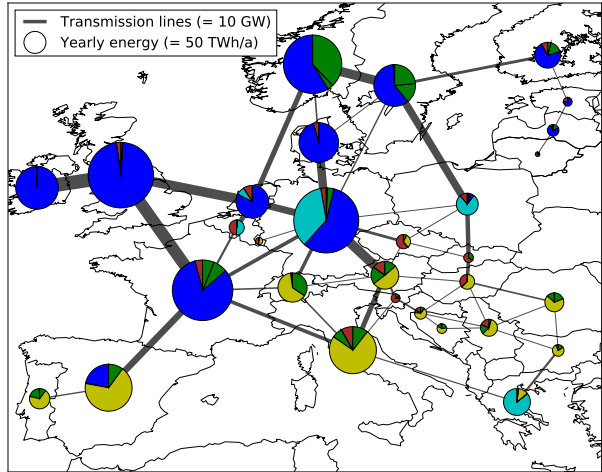 Transmission lines (= 10 GW)
Yearly energy (= 50 TWh/a)